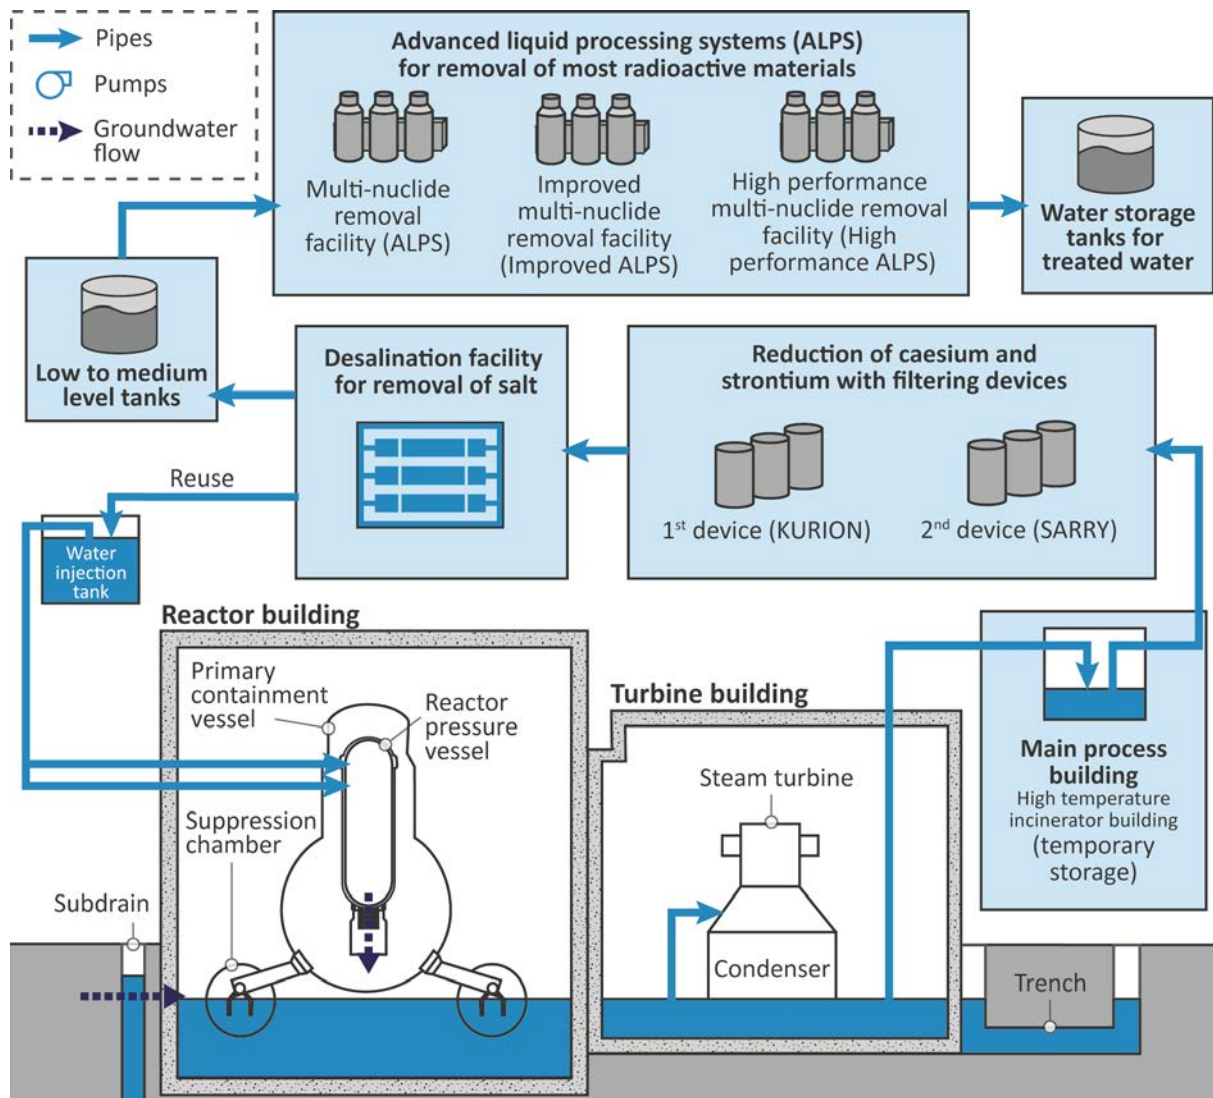 Pipes
Pumps
Groundwater
flow
Advanced liquid processing systems (ALPS)
for removal of most radioactive materials
Multi-nuclide
removal
facility (ALPS)
Improved
multi-nuclide
removal facility
(Improved ALPS)
High performance
multi-nuclide removal
facility (High
performance ALPS)
Water storage
tanks for
treated water
Low to medium
level tanks
Desalination facility
for removal of salt
Reduction of caesium and
strontium with filtering devices
1st device (KURION)
2nd device (SARRY)
Reuse
Water
injection
tank
Reactor building
Primary
containment
vessel
Reactor
pressure
vessel
Suppression
chamber
Subdrain
Turbine building
Steam turbine
Condenser
Main process
building
High temperature
incinerator building
(temporary
storage)
Trench